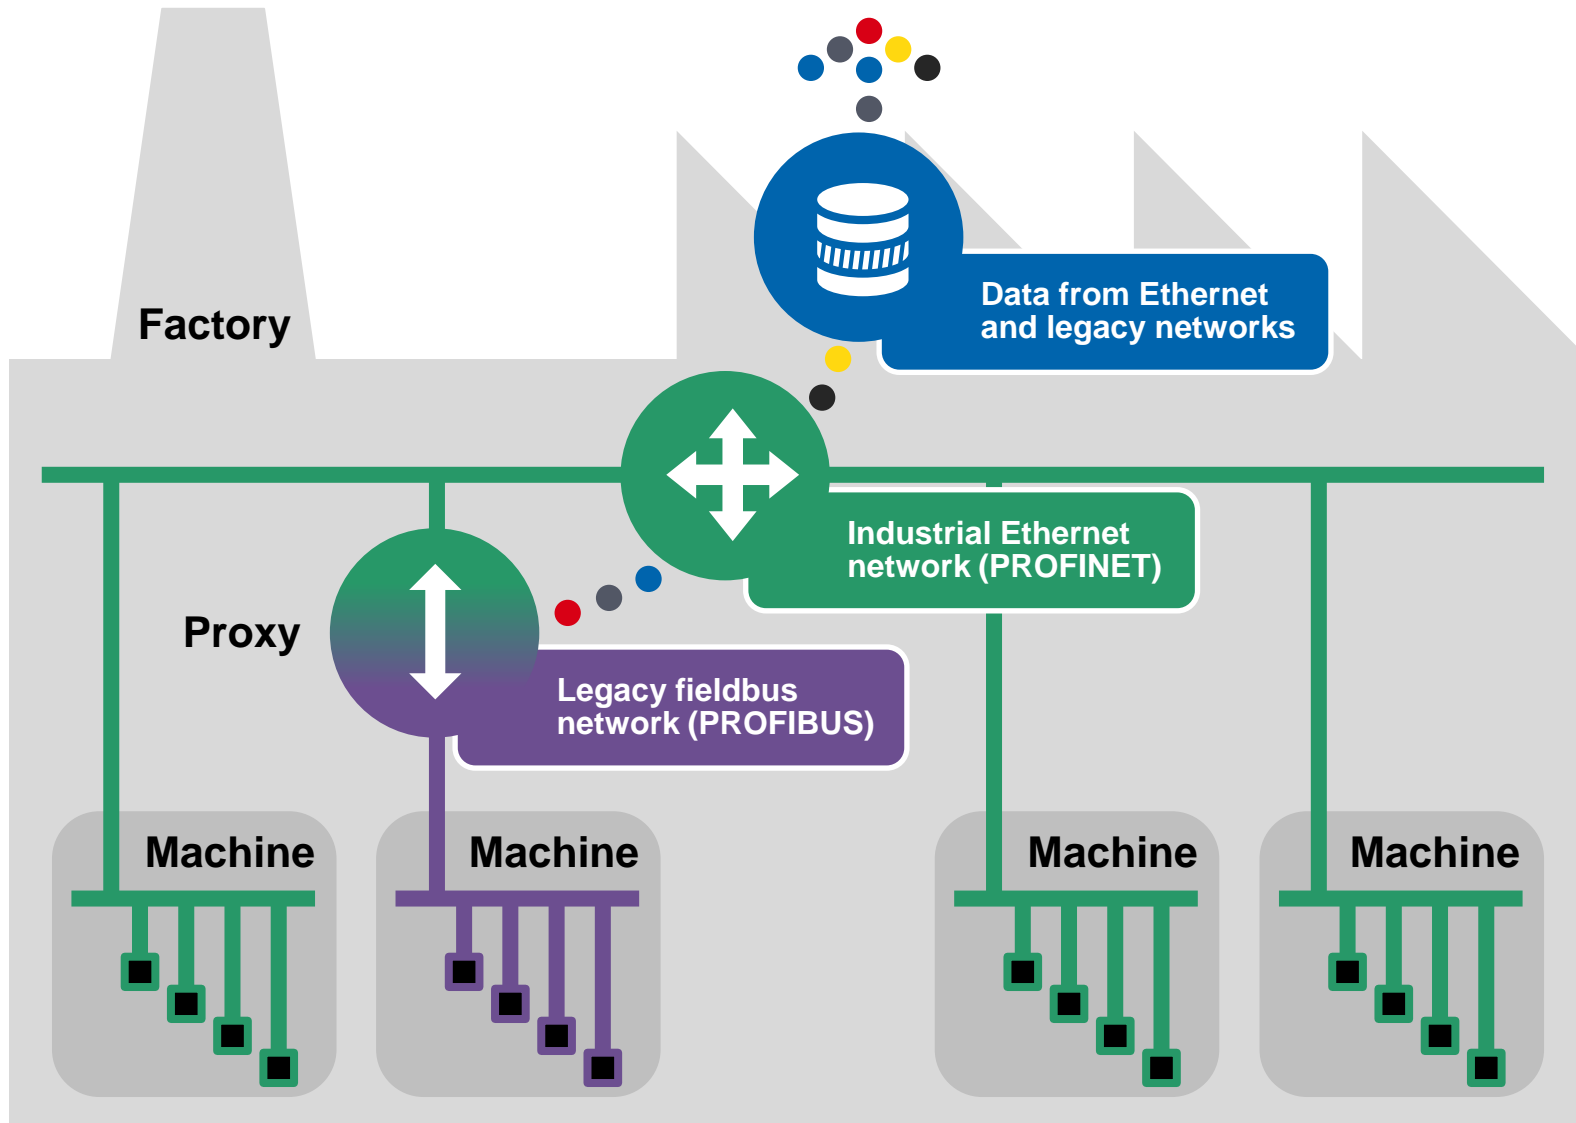 Data from Ethernet
and legacy networks
Factory
Industrial Ethernet
network (PROFINET)
Proxy
Legacy fieldbus
network (PROFIBUS)
Machine
Machine
Machine
Machine